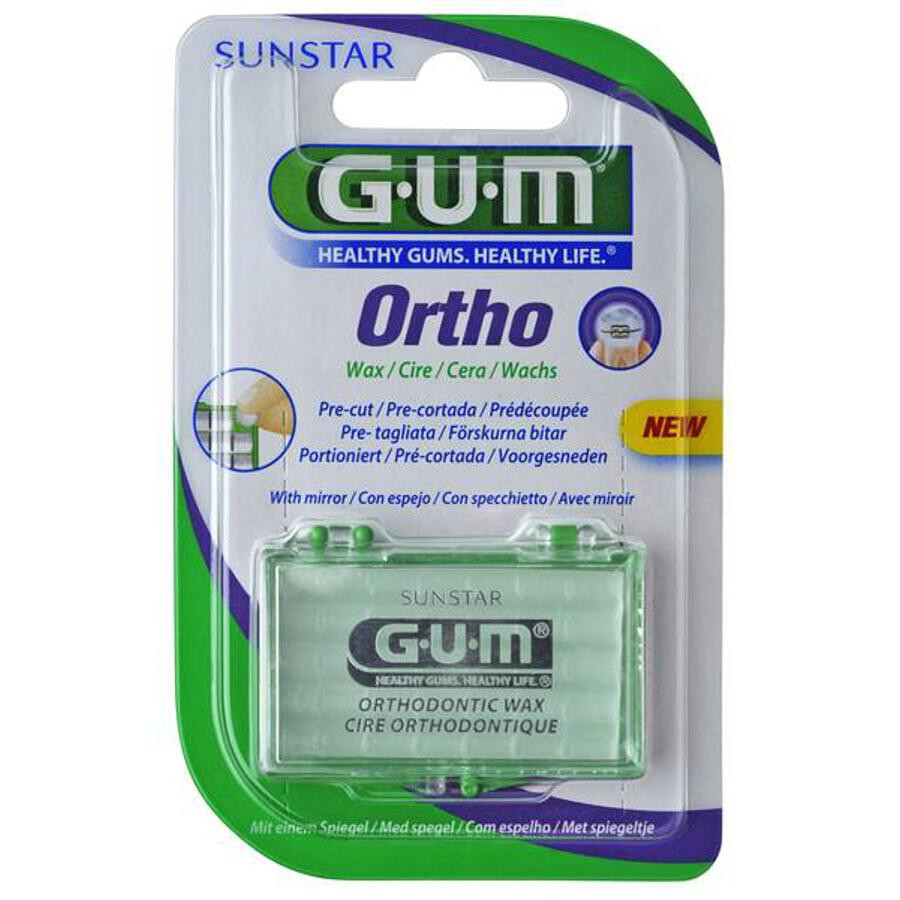 SUNSTAR
G·U·M®
HEALTHY GUMS. HEALTHY LIFE.®
Ortho
Wax / Cire / Cera / Wachs
Pre-cut / Pre-cortada / Prédécoupée
Pre- tagliata / Förskurna bitar
Portioniert / Pré-cortada / Voorgesneden
NEW
With mirror / Con espejo / Con specchietto / Avec miroir
SUNSTAR
G·U·M®
HEALTHY GUMS. HEALTHY LIFE.®
ORTHODONTIC WAX
CIRE ORTHODONTIQUE
Mit einem Spiegel / Med spegel / Com espelho / Met spiegeltje